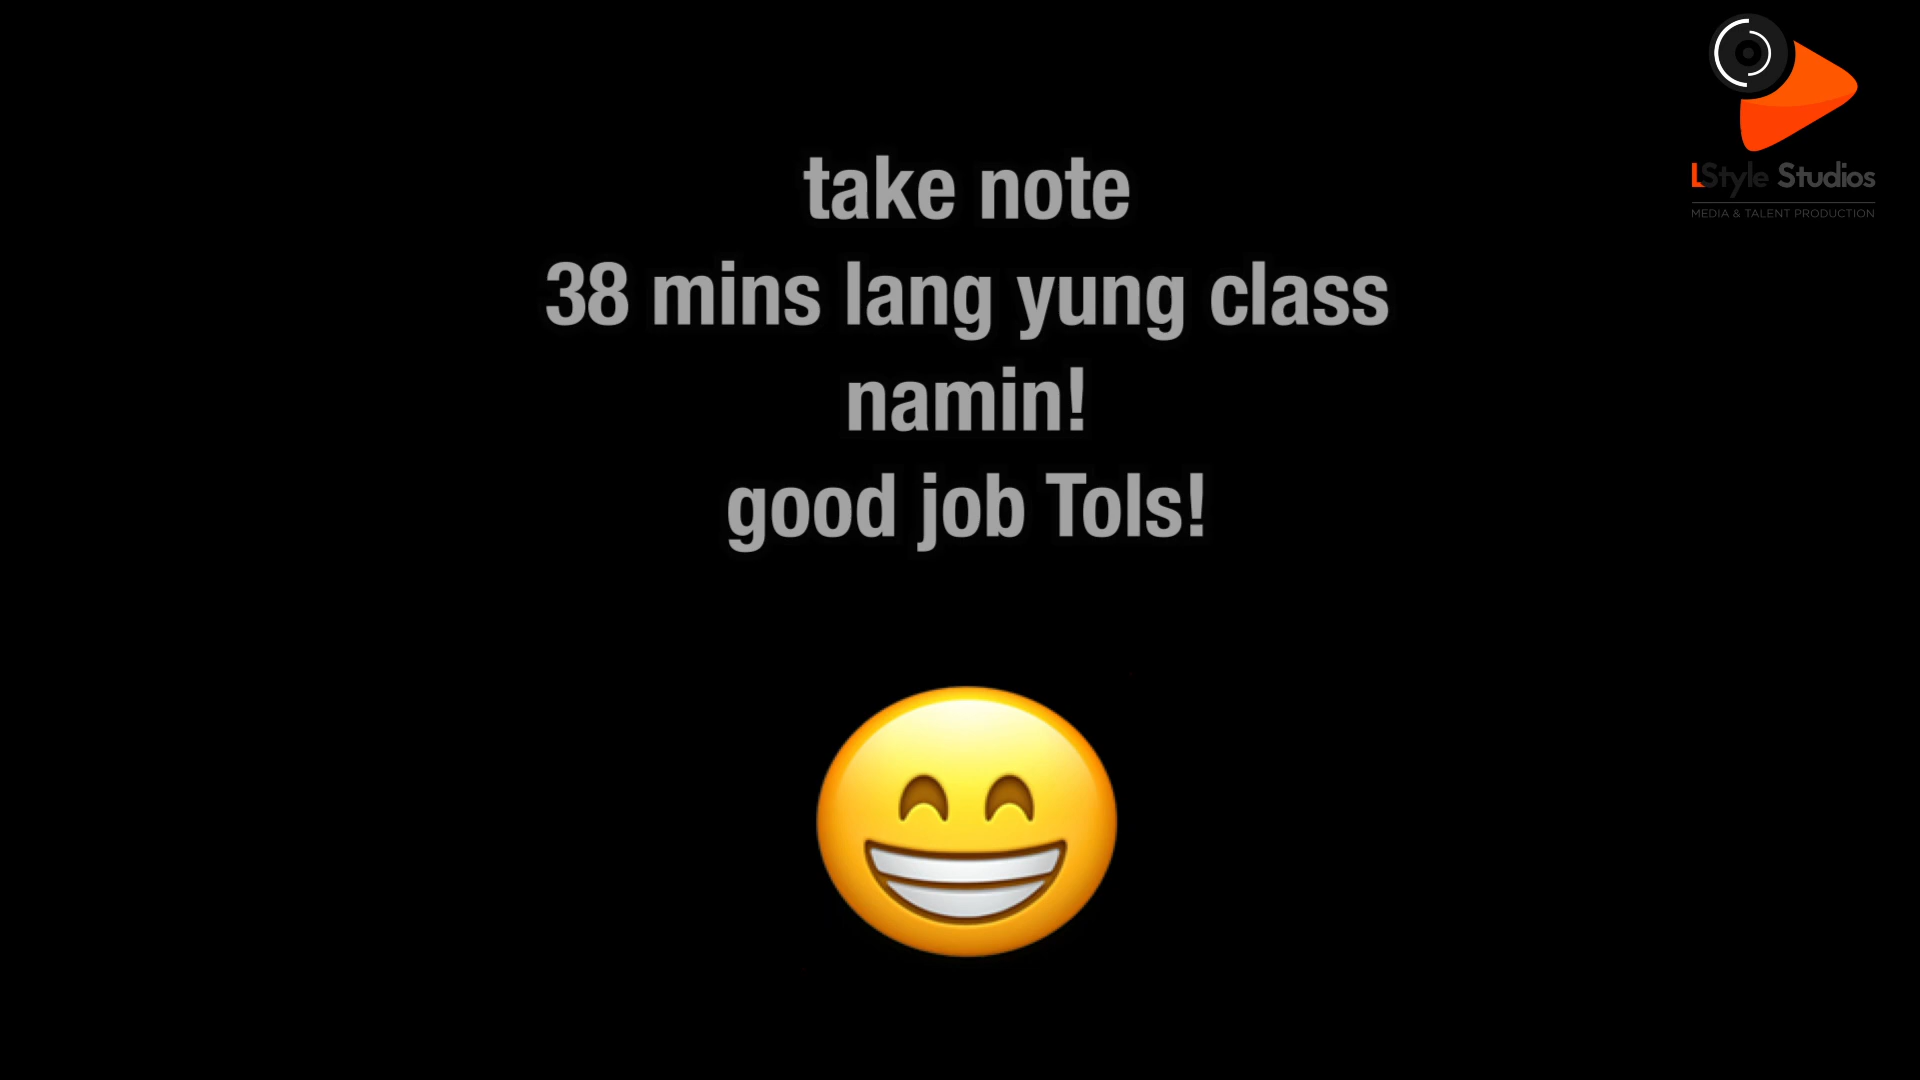 take note
38 mins lang yung class
namin!
good job Tols!
LStyle Studios
MEDIA & TALENT PRODUCTION